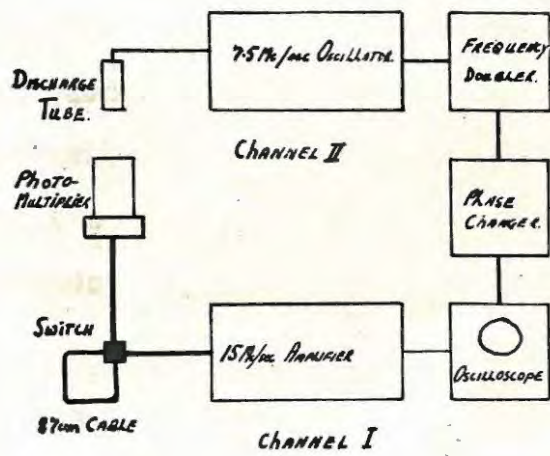 DISCHARGE
TUBE.
7.5 Mc/sec OSCILLATOR
FREQUENCY
DOUBLER.
CHANNEL II
PHOTO-
MULTIPLIER
PHASE
CHANGER.
SWITCH
87cm CABLE
15 Mc/sec AMPLIFIER
OSCILLOSCOPE
CHANNEL I